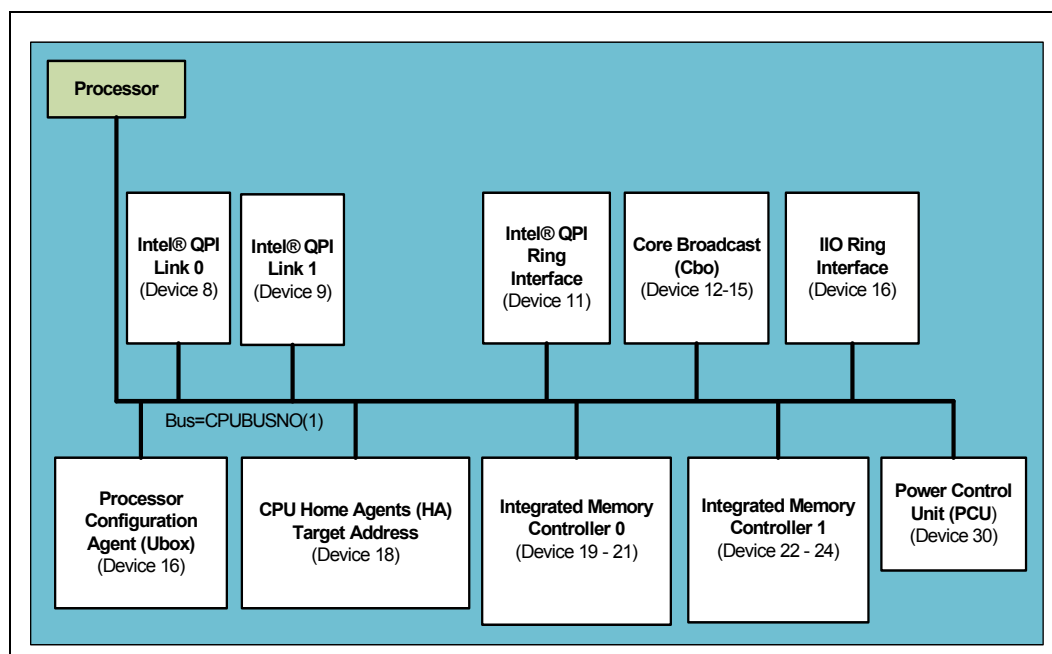 Processor
Intel® QPI
Link 0
(Device 8)
Intel® QPI
Link 1
(Device 9)
Intel® QPI
Ring
Interface
(Device 11)
Core Broadcast
(Cbo)
(Device 12-15)
IIO Ring
Interface
(Device 16)
Bus=CPUBUSNO(1)
Processor
Configuration
Agent (Ubox)
(Device 16)
CPU Home Agents (HA)
Target Address
(Device 18)
Integrated Memory
Controller 0
(Device 19 - 21)
Integrated Memory
Controller 1
(Device 22 - 24)
Power Control
Unit (PCU)
(Device 30)